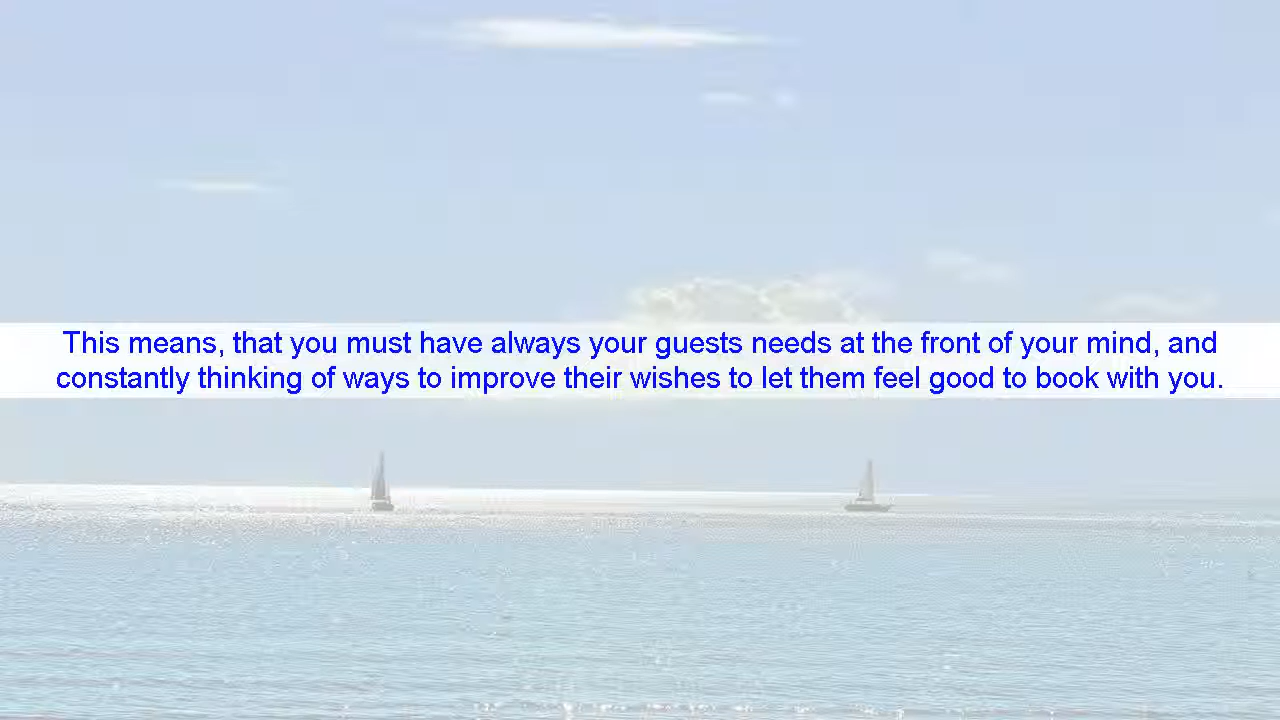 This means, that you must have always your guests needs at the front of your mind, and
constantly thinking of ways to improve their wishes to let them feel good to book with you.